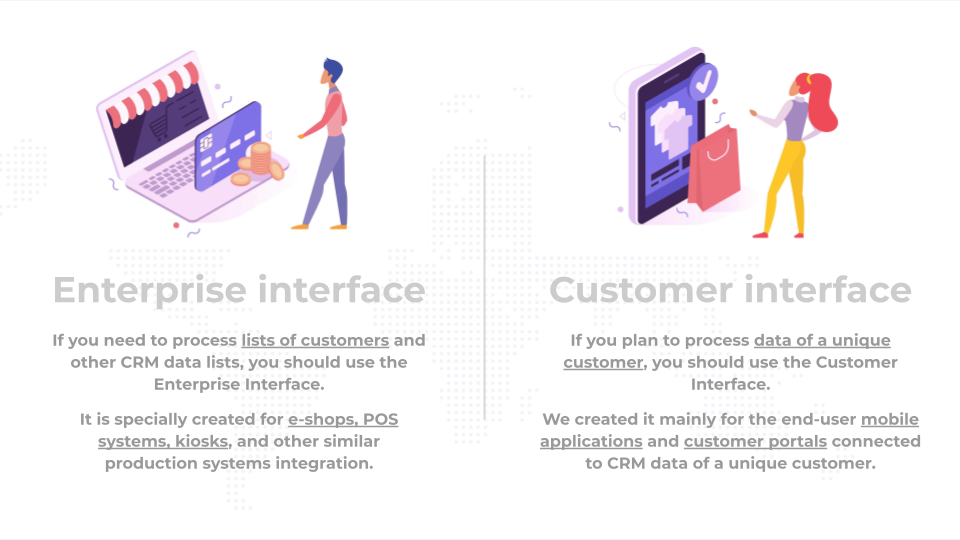 Enterprise interface
If you need to process lists of customers and
other CRM data lists, you should use the
Enterprise Interface.
It is specially created for e-shops, POS
systems, kiosks, and other similar
production systems integration.
Customer interface
If you plan to process data of a unique
customer, you should use the Customer
Interface.
We created it mainly for the end-user mobile
applications and customer portals connected
to CRM data of a unique customer.